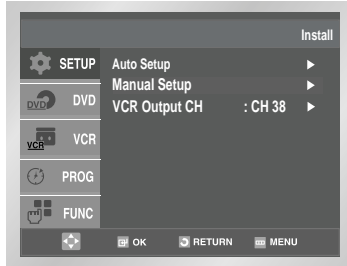 Install
SETUP
Auto Setup
Manual Setup
DVD DVD
VCR Output CH : CH 38
VCR VCR
PROG
FUNC
OK RETURN MENU